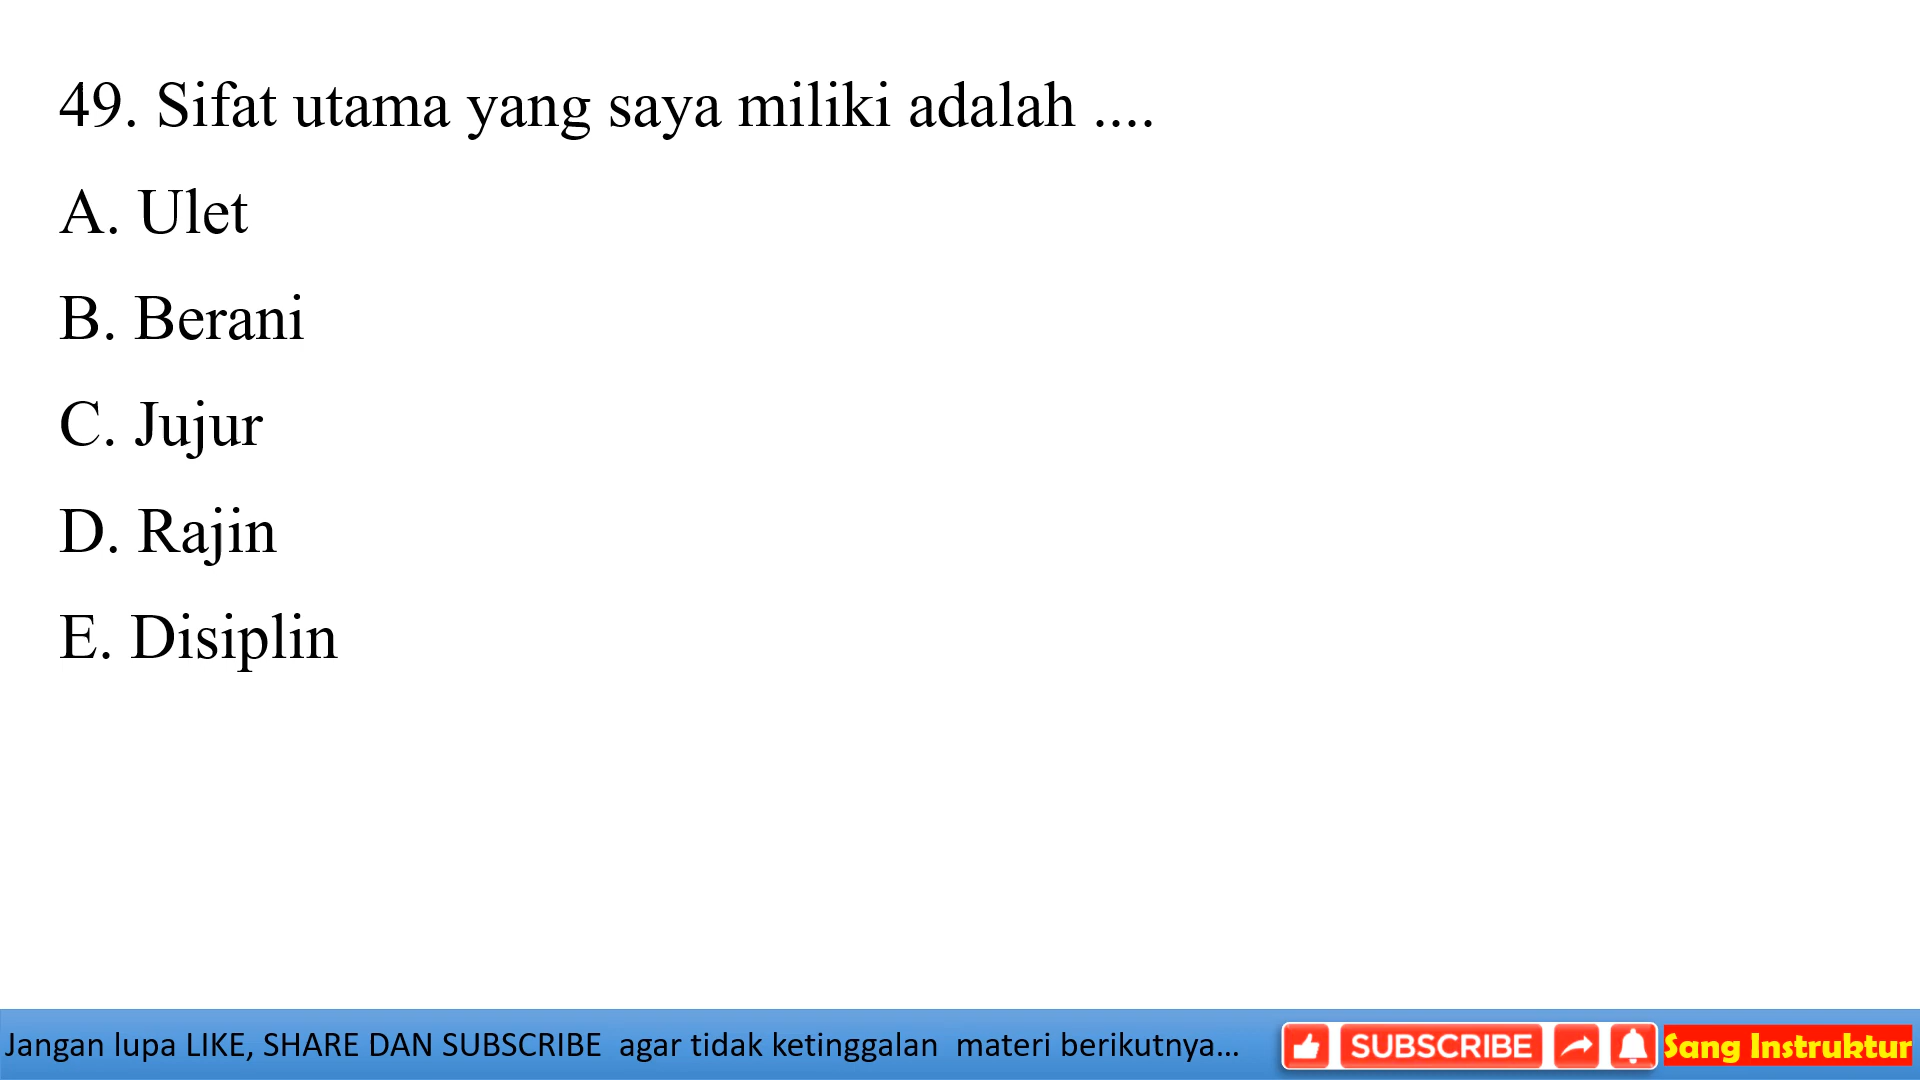 49. Sifat utama yang saya miliki adalah ....
A. Ulet
B. Berani
C. Jujur
D. Rajin
E. Disiplin
Jangan lupa LIKE, SHARE DAN SUBSCRIBE agar tidak ketinggalan materi berikutnya... SUBSCRIBE Sang Instruktur